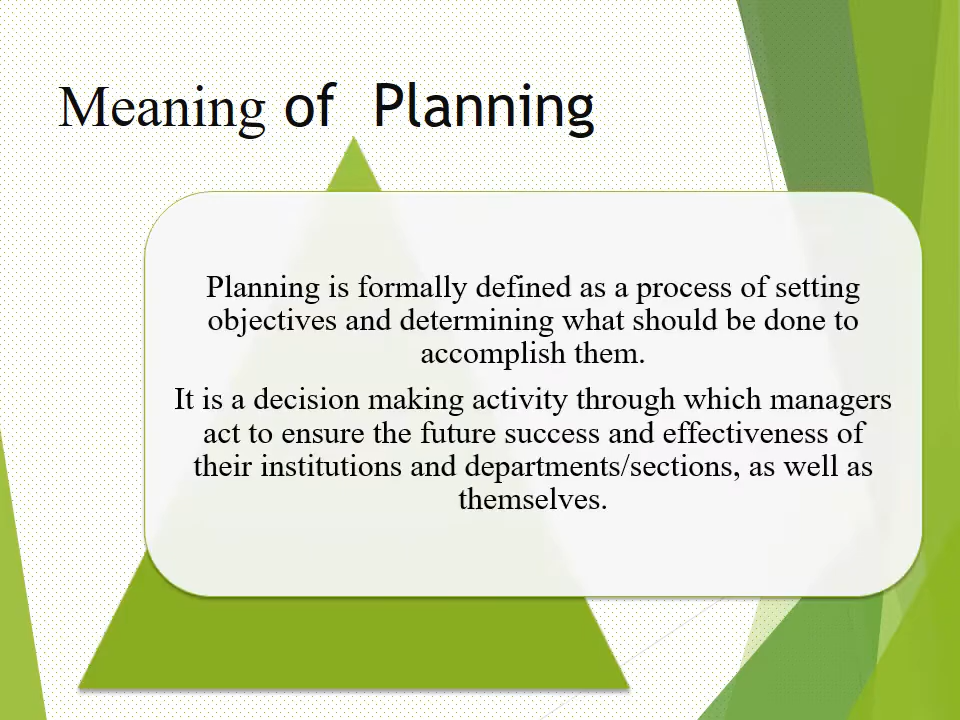 Meaning of Planning
Planning is formally defined as a process of setting
objectives and determining what should be done to
accomplish them.
It is a decision making activity through which managers
act to ensure the future success and effectiveness of
their institutions and departments/sections, as well as
themselves.